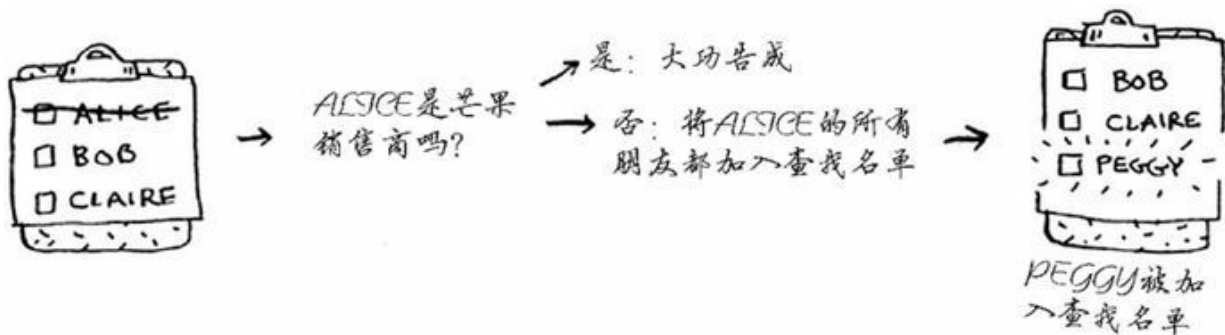 ALICE
BOB
CLAIRE
ALICE是芒果
销售商吗?
是：大功告成
否：将ALICE的所有
朋友都加入查找名单
BOB
CLAIRE
PEGGY
PEGGY被加
入查找名单